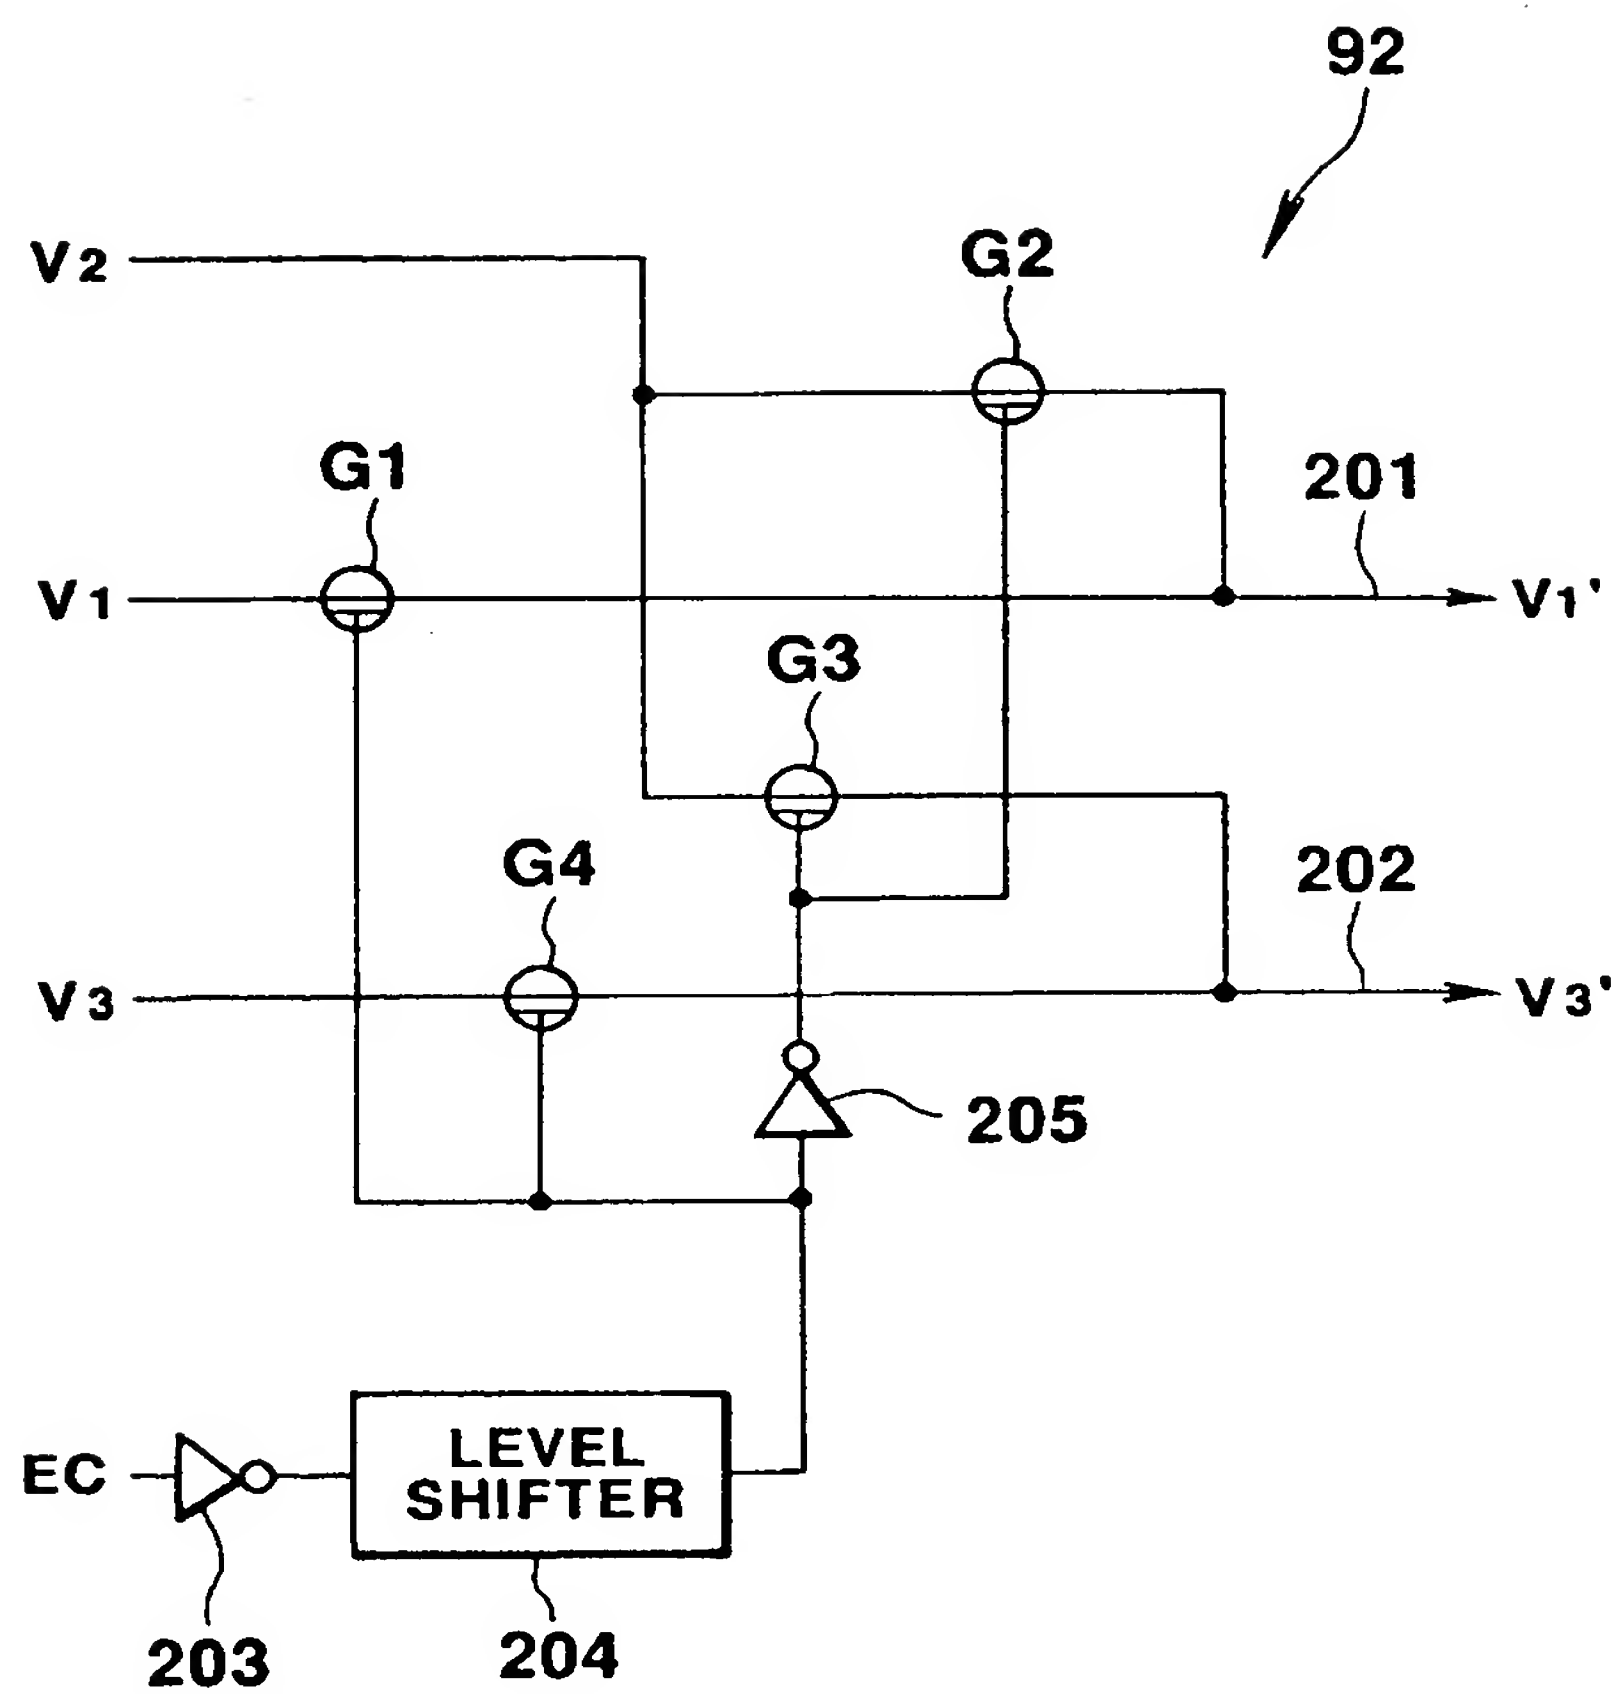 92
V2
G2
G1
201
V1
V1'
G3
G4
202
V3
V3'
205
EC
LEVEL
SHIFTER
203
204